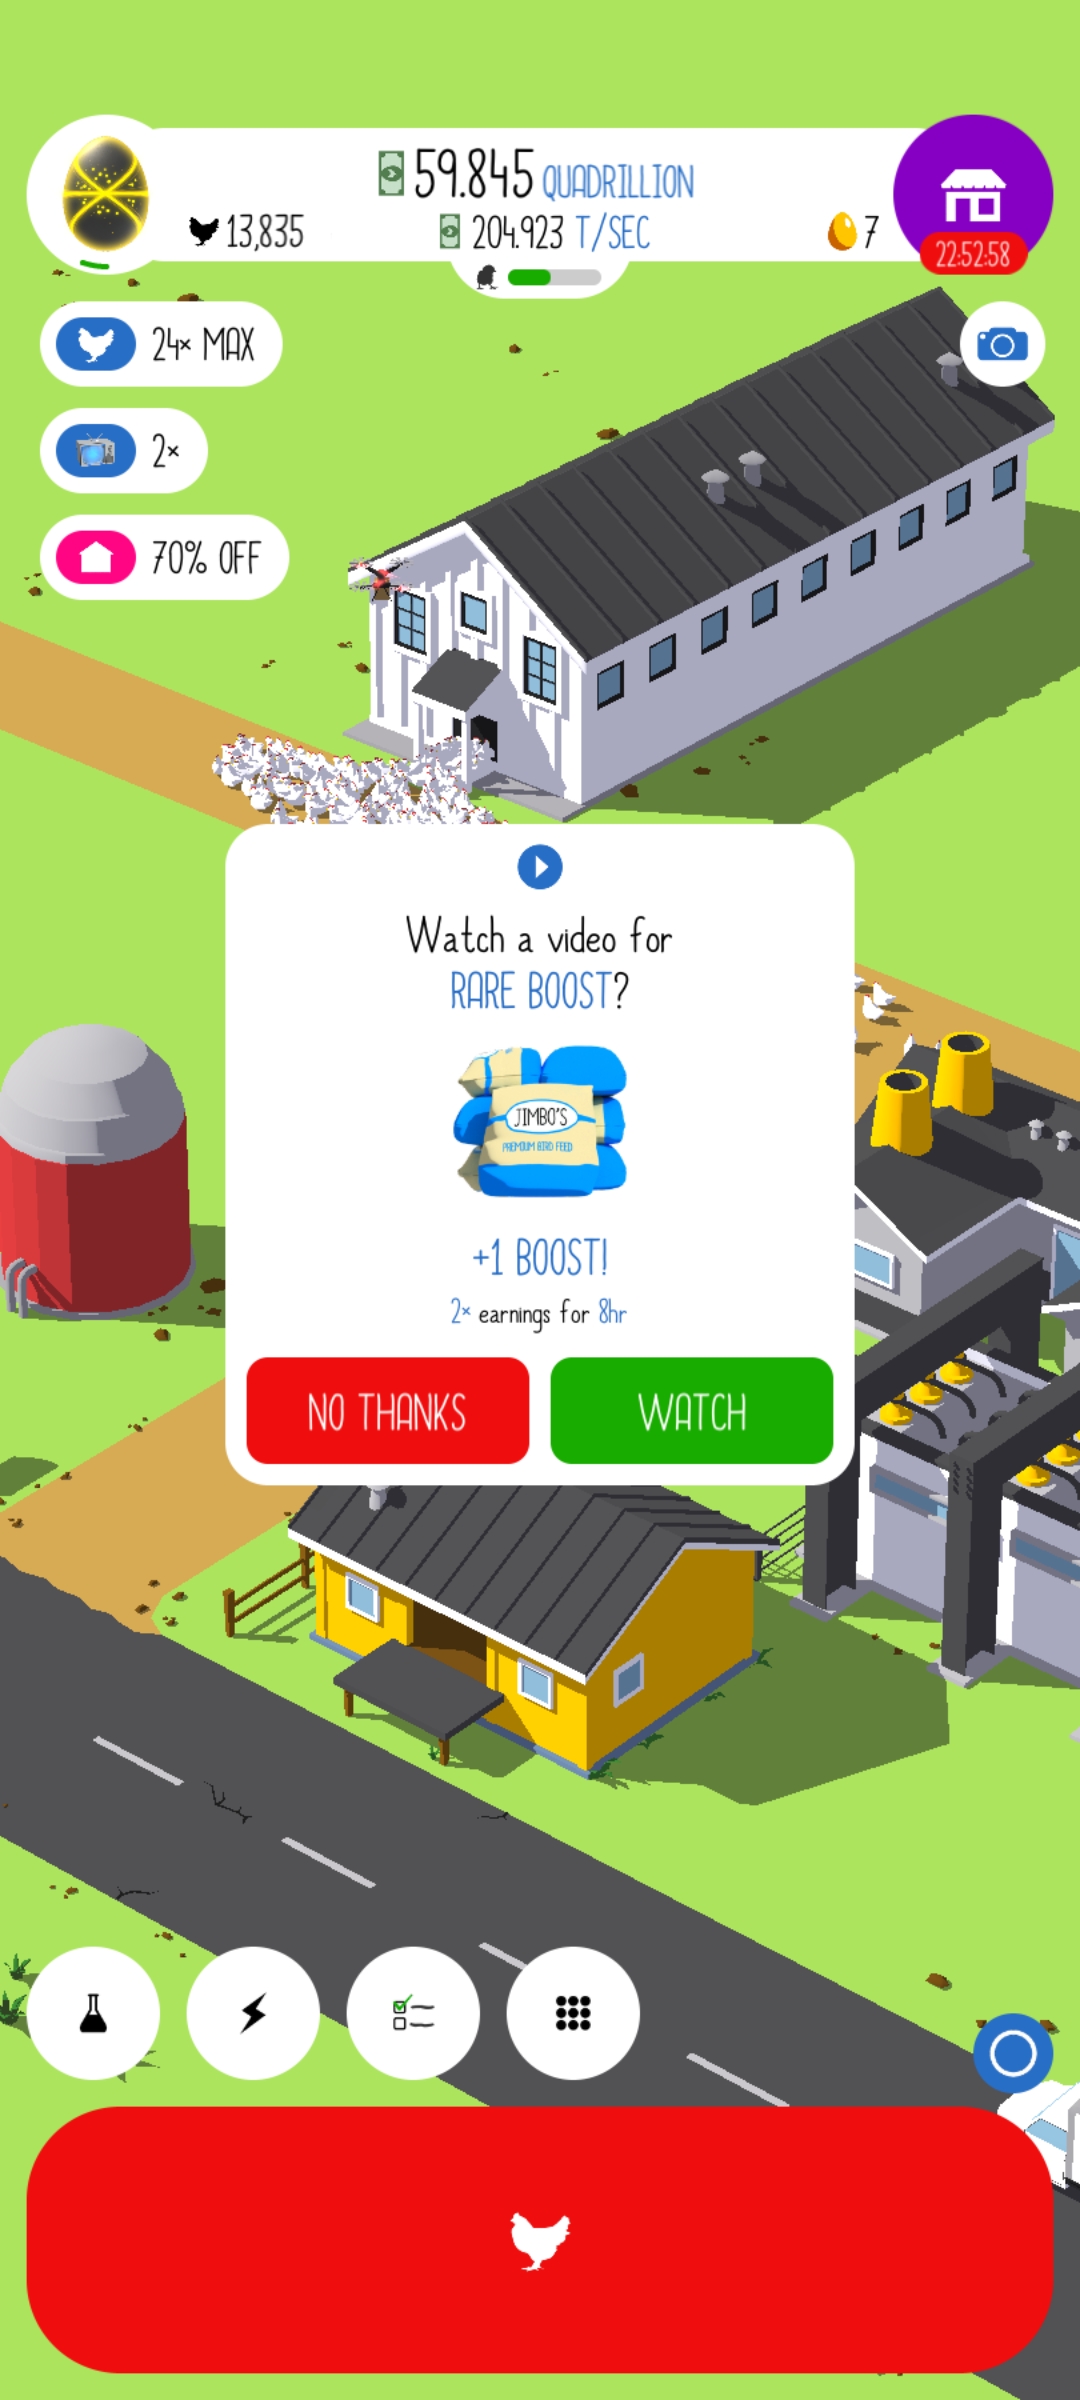 59.845 QUADRILLION
13,835
204.923 T/SEC
7
22:52:58
24× MAX
2×
70% OFF
Watch a video for
RARE BOOST?
JIMBO'S
PREMIUM BIRD FEED
+1 BOOST!
2× earnings for 8hr
NO THANKS
WATCH